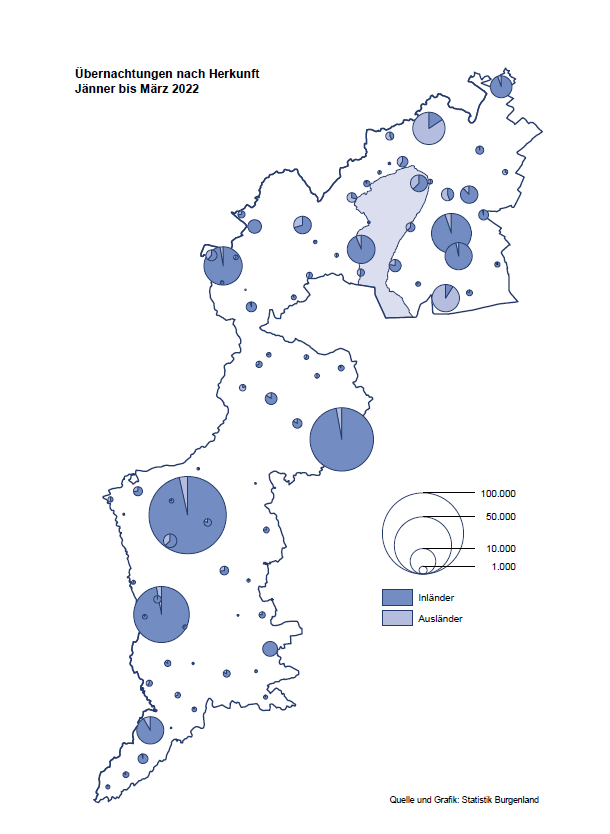 Übernachtungen nach Herkunft
Jänner bis März 2022
100.000
50.000
10.000
1.000
Inländer
Ausländer
Quelle und Grafik: Statistik Burgenland